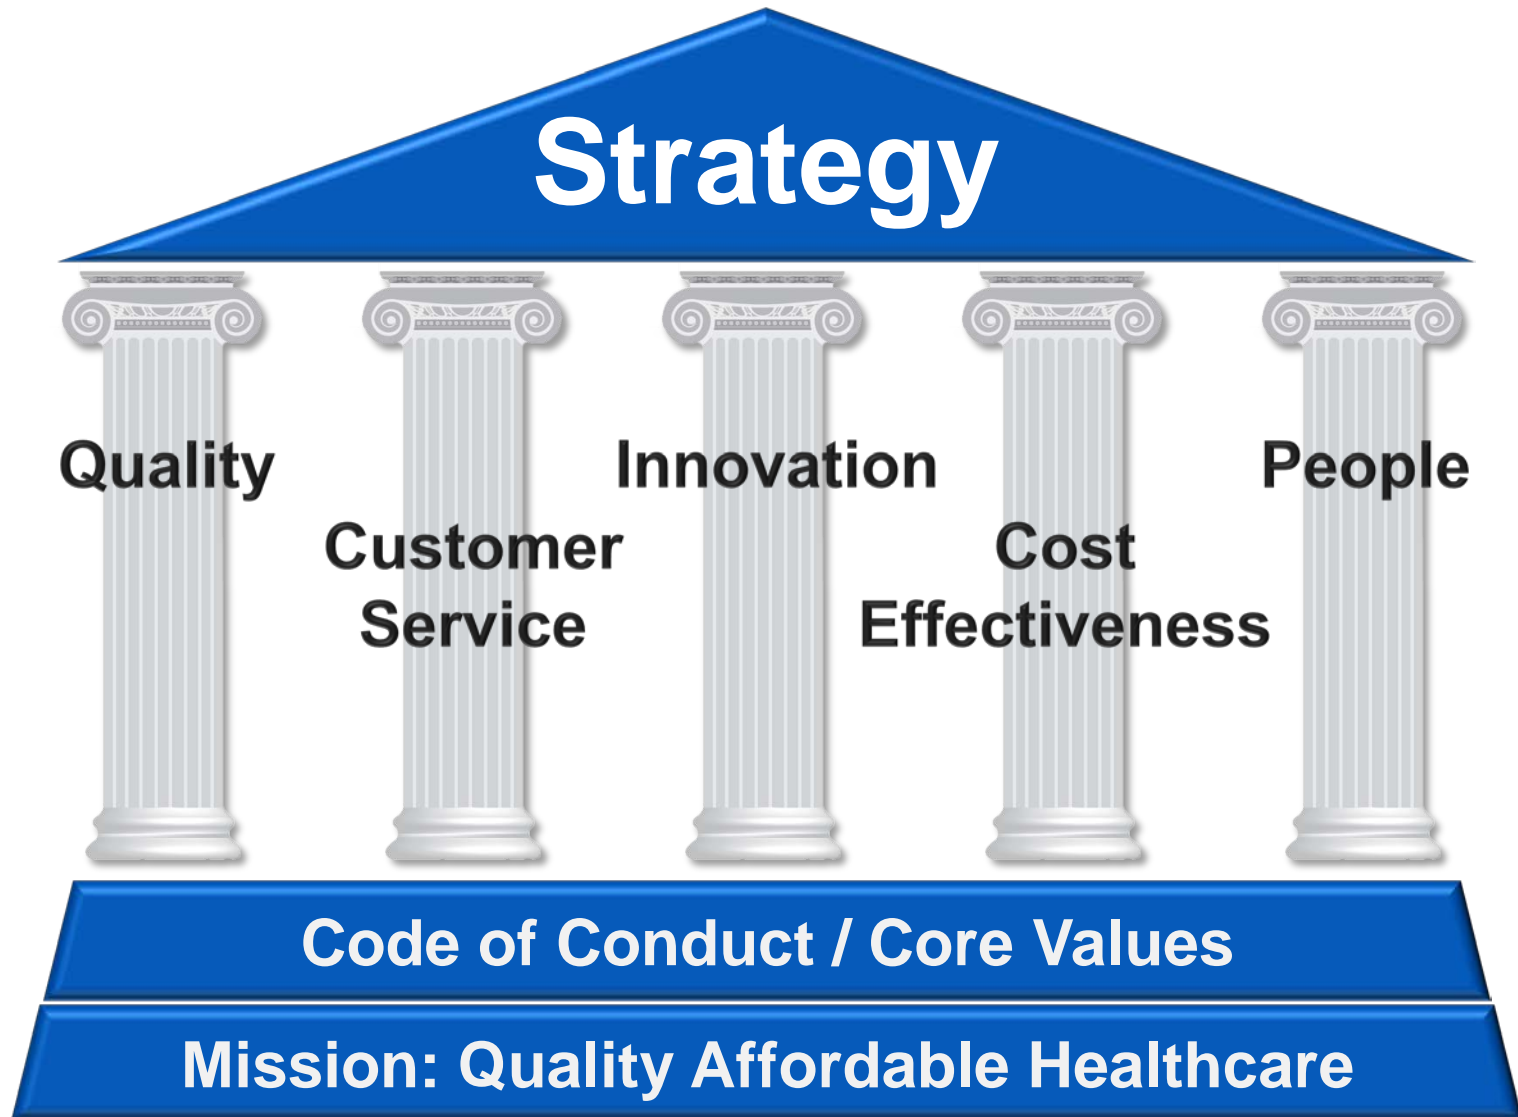 Strategy
Quality
Innovation
People
Customer
Service
Cost
Effectiveness
Code of Conduct / Core Values
Mission: Quality Affordable Healthcare